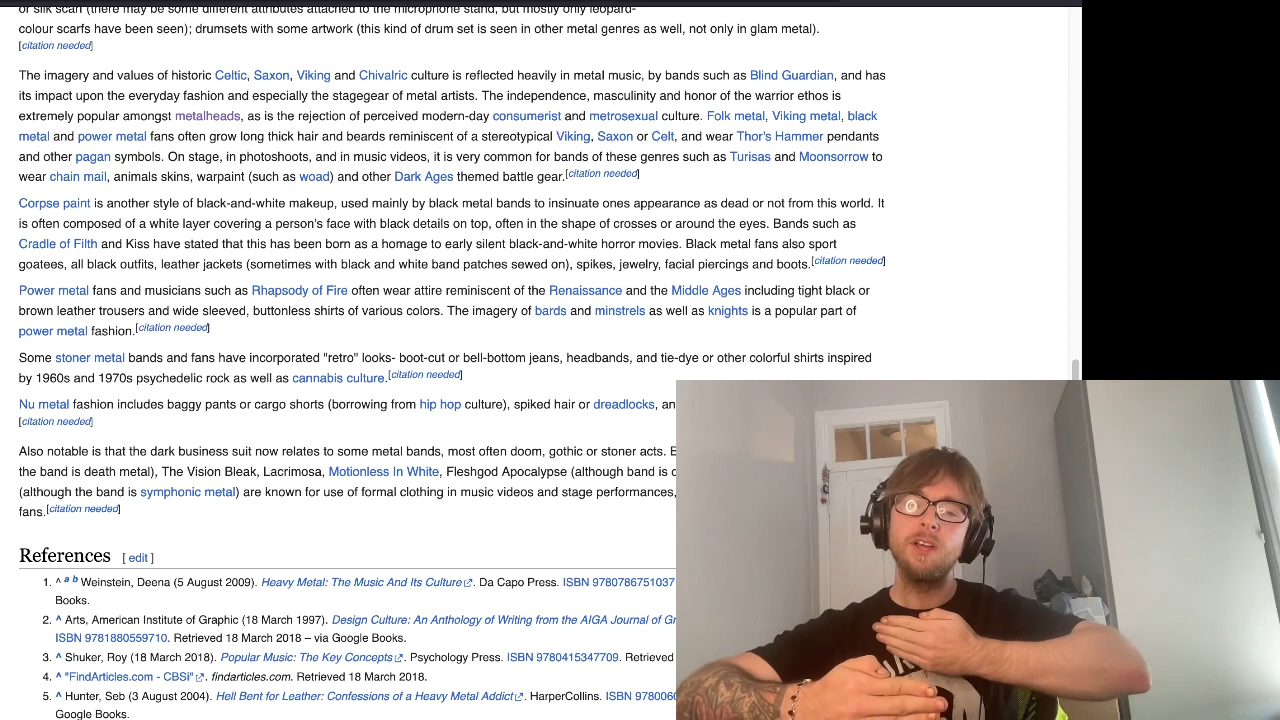 or silk scarf (there may be some different attributes attached to the microphone stand, but mostly only leopard-
colour scarfs have been seen); drumsets with some artwork (this kind of drum set is seen in other metal genres as well, not only in glam metal).
[citation needed]
The imagery and values of historic Celtic, Saxon, Viking and Chivalric culture is reflected heavily in metal music, by bands such as Blind Guardian, and has
its impact upon the everyday fashion and especially the stagegear of metal artists. The independence, masculinity and honor of the warrior ethos is
extremely popular amongst metalheads, as is the rejection of perceived modern-day consumerist and metrosexual culture. Folk metal, Viking metal, black
metal and power metal fans often grow long thick hair and beards reminiscent of a stereotypical Viking, Saxon or Celt, and wear Thor's Hammer pendants
and other pagan symbols. On stage, in photoshoots, and in music videos, it is very common for bands of these genres such as Turisas and Moonsorrow to
wear chain mail, animals skins, warpaint (such as woad) and other Dark Ages themed battle gear.[citation needed]
Corpse paint is another style of black-and-white makeup, used mainly by black metal bands to insinuate ones appearance as dead or not from this world. It
is often composed of a white layer covering a person's face with black details on top, often in the shape of crosses or around the eyes. Bands such as
Cradle of Filth and Kiss have stated that this has been born as a homage to early silent black-and-white horror movies. Black metal fans also sport
goatees, all black outfits, leather jackets (sometimes with black and white band patches sewed on), spikes, jewelry, facial piercings and boots.[citation needed]
Power metal fans and musicians such as Rhapsody of Fire often wear attire reminiscent of the Renaissance and the Middle Ages including tight black or
brown leather trousers and wide sleeved, buttonless shirts of various colors. The imagery of bards and minstrels as well as knights is a popular part of
power metal fashion.[citation needed]
Some stoner metal bands and fans have incorporated "retro" looks- boot-cut or bell-bottom jeans, headbands, and tie-dye or other colorful shirts inspired
by 1960s and 1970s psychedelic rock as well as cannabis culture.[citation needed]
Nu metal fashion includes baggy pants or cargo shorts (borrowing from hip hop culture), spiked hair or dreadlocks, an
[citation needed]
Also notable is that the dark business suit now relates to some metal bands, most often doom, gothic or stoner acts. B
the band is death metal), The Vision Bleak, Lacrimosa, Motionless In White, Fleshgod Apocalypse (although band is
(although the band is symphonic metal) are known for use of formal clothing in music videos and stage performances,
fans.[citation needed]
References [ edit ]
1. ^ a b Weinstein, Deena (5 August 2009). Heavy Metal: The Music And Its Culture. Da Capo Press. ISBN 9780786751037
Books.
2. ^ Arts, American Institute of Graphic (18 March 1997). Design Culture: An Anthology of Writing from the AIGA Journal of Gr
ISBN 9781880559710. Retrieved 18 March 2018 – via Google Books.
3. ^ Shuker, Roy (18 March 2018). Popular Music: The Key Concepts. Psychology Press. ISBN 9780415347709. Retrieved
4. ^ "FindArticles.com - CBSi". findarticles.com. Retrieved 18 March 2018.
5. ^ Hunter, Seb (3 August 2004). Hell Bent for Leather: Confessions of a Heavy Metal Addict. HarperCollins. ISBN 978006
Google Books.